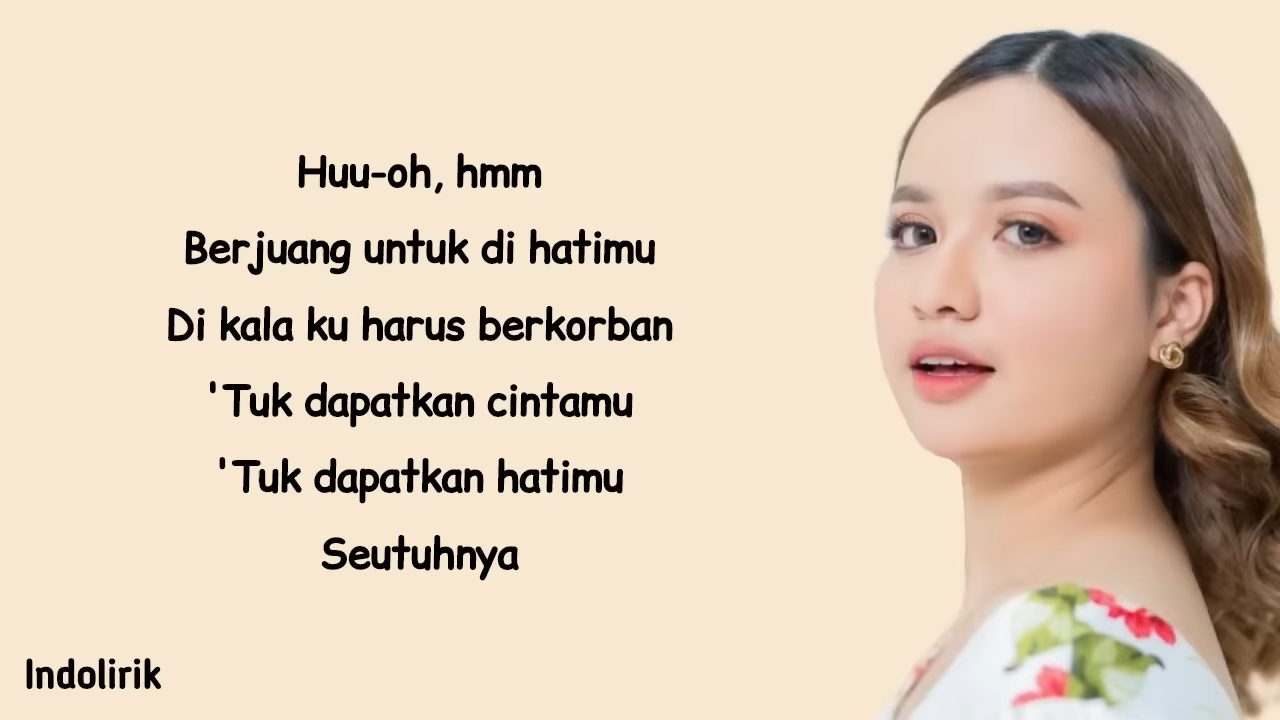 Huu-oh, hmm
Berjuang untuk di hatimu
Di kala ku harus berkorban
'Tuk dapatkan cintamu
'Tuk dapatkan hatimu
Seutuhnya
Indolirik